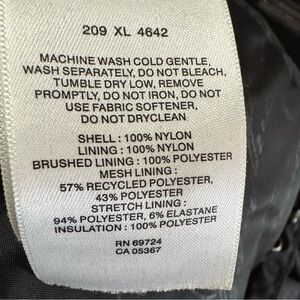 209 XL 4642
MACHINE WASH COLD GENTLE,
WASH SEPARATELY, DO NOT BLEACH,
TUMBLE DRY LOW, REMOVE
PROMPTLY, DO NOT IRON, DO NOT
USE FABRIC SOFTENER,
DO NOT DRYCLEAN
SHELL : 100% NYLON
LINING : 100% NYLON
BRUSHED LINING : 100% POLYESTER
MESH LINING :
57% RECYCLED POLYESTER,
43% POLYESTER
STRETCH LINING :
94% POLYESTER, 6% ELASTANE
INSULATION : 100% POLYESTER
RN 69724
CA 05367